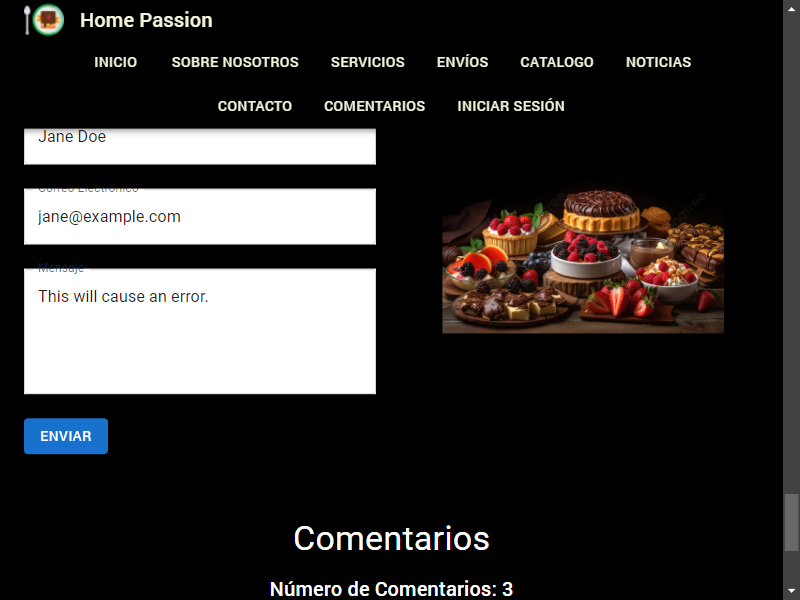 Home Passion
INICIO SOBRE NOSOTROS SERVICIOS ENVÍOS CATALOGO NOTICIAS
CONTACTO COMENTARIOS INICIAR SESIÓN
Jane Doe
Correo Electrónico
jane@example.com
Mensaje
This will cause an error.
ENVIAR
Comentarios
Número de Comentarios: 3